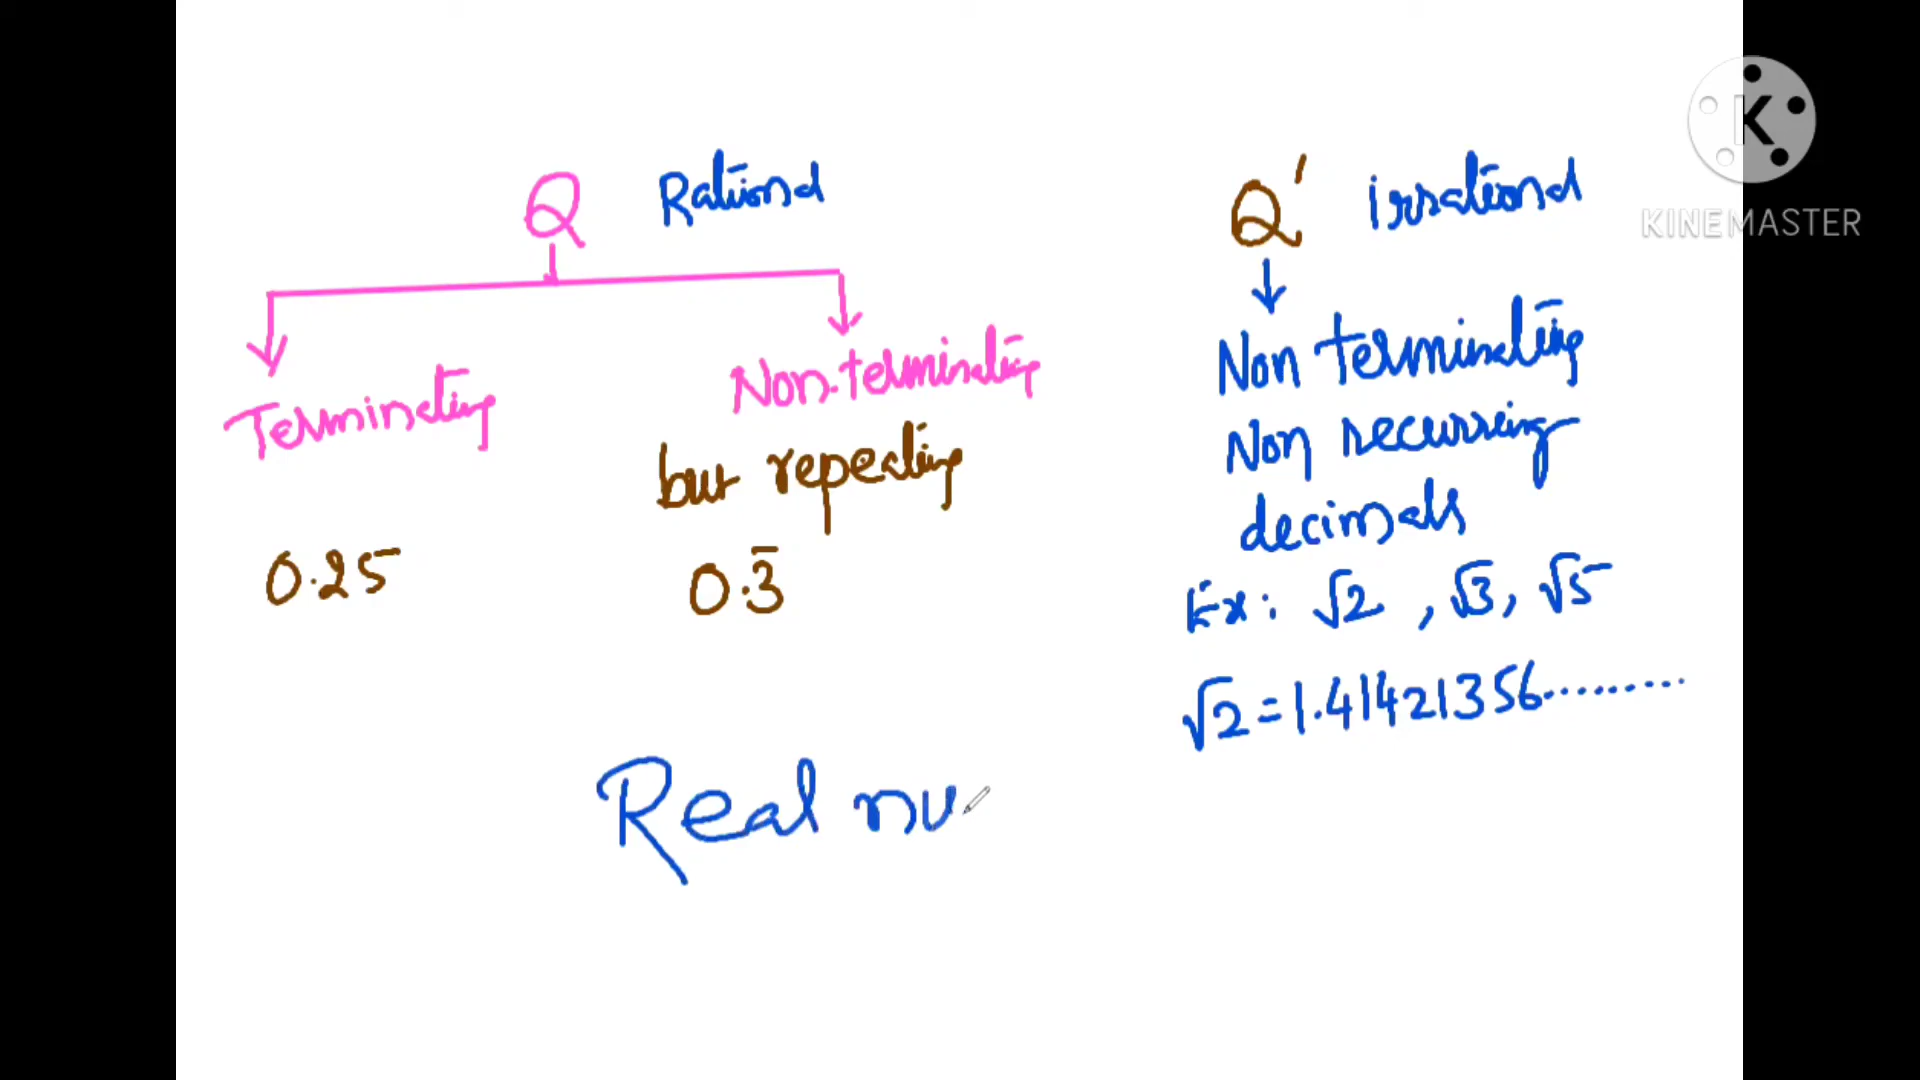 Q Rational
Terminating
Non-terminating
but repeating
0.25
0.3̄
Q' Irrational
Non terminating
Non recurring
decimals
Ex: √2 , √3, √5
√2 = 1.41421356.........
Real nu
K
KINEMASTER